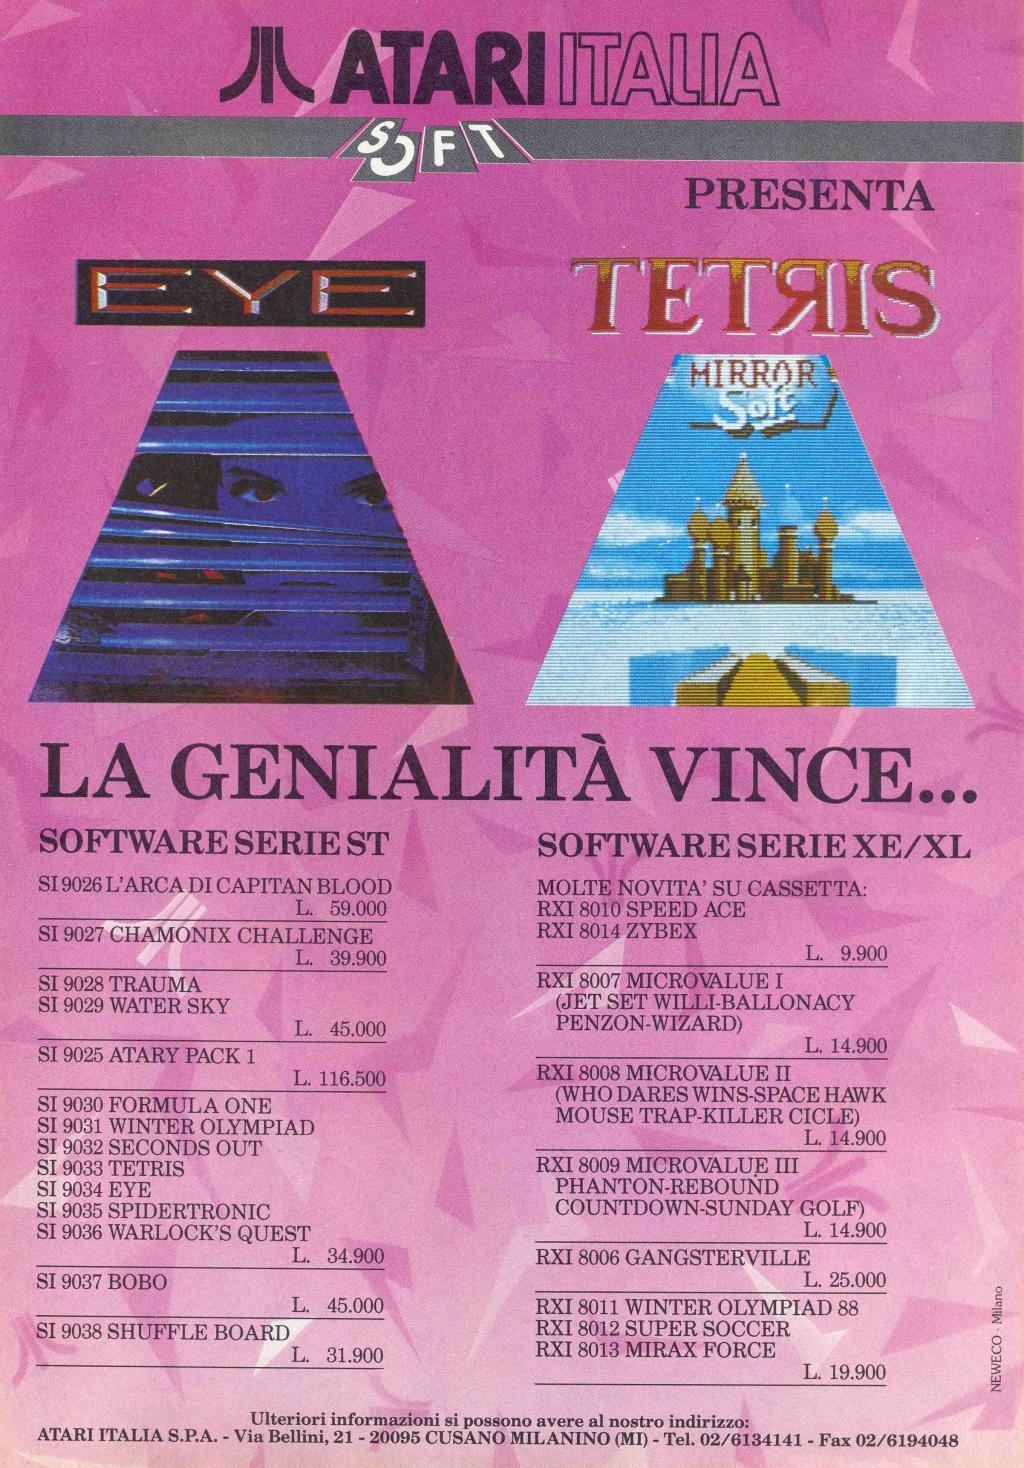 ATARI ITALIA
SOFT
PRESENTA
EYE
TETRIS
MIRROR
Soft
LA GENIALITÀ VINCE...
SOFTWARE SERIE ST
SI 9026 L'ARCA DI CAPITAN BLOOD
L. 59.000
SI 9027 CHAMONIX CHALLENGE
L. 39.900
SI 9028 TRAUMA
SI 9029 WATER SKY
L. 45.000
SI 9025 ATARY PACK 1
L. 116.500
SI 9030 FORMULA ONE
SI 9031 WINTER OLYMPIAD
SI 9032 SECONDS OUT
SI 9033 TETRIS
SI 9034 EYE
SI 9035 SPIDERTRONIC
SI 9036 WARLOCK'S QUEST
L. 34.900
SI 9037 BOBO
L. 45.000
SI 9038 SHUFFLE BOARD
L. 31.900
SOFTWARE SERIE XE/XL
MOLTE NOVITA' SU CASSETTA:
RXI 8010 SPEED ACE
RXI 8014 ZYBEX
L. 9.900
RXI 8007 MICROVALUE I
(JET SET WILLI-BALLONACY
PENZON-WIZARD)
L. 14.900
RXI 8008 MICROVALUE II
(WHO DARES WINS-SPACE HAWK
MOUSE TRAP-KILLER CICLE)
L. 14.900
RXI 8009 MICROVALUE III
PHANTON-REBOUND
COUNTDOWN-SUNDAY GOLF)
L. 14.900
RXI 8006 GANGSTERVILLE
L. 25.000
RXI 8011 WINTER OLYMPIAD 88
RXI 8012 SUPER SOCCER
RXI 8013 MIRAX FORCE
L. 19.900
NEWECO - Milano
Ulteriori informazioni si possono avere al nostro indirizzo:
ATARI ITALIA S.P.A. - Via Bellini, 21 - 20095 CUSANO MILANINO (MI) - Tel. 02/6134141 - Fax 02/6194048